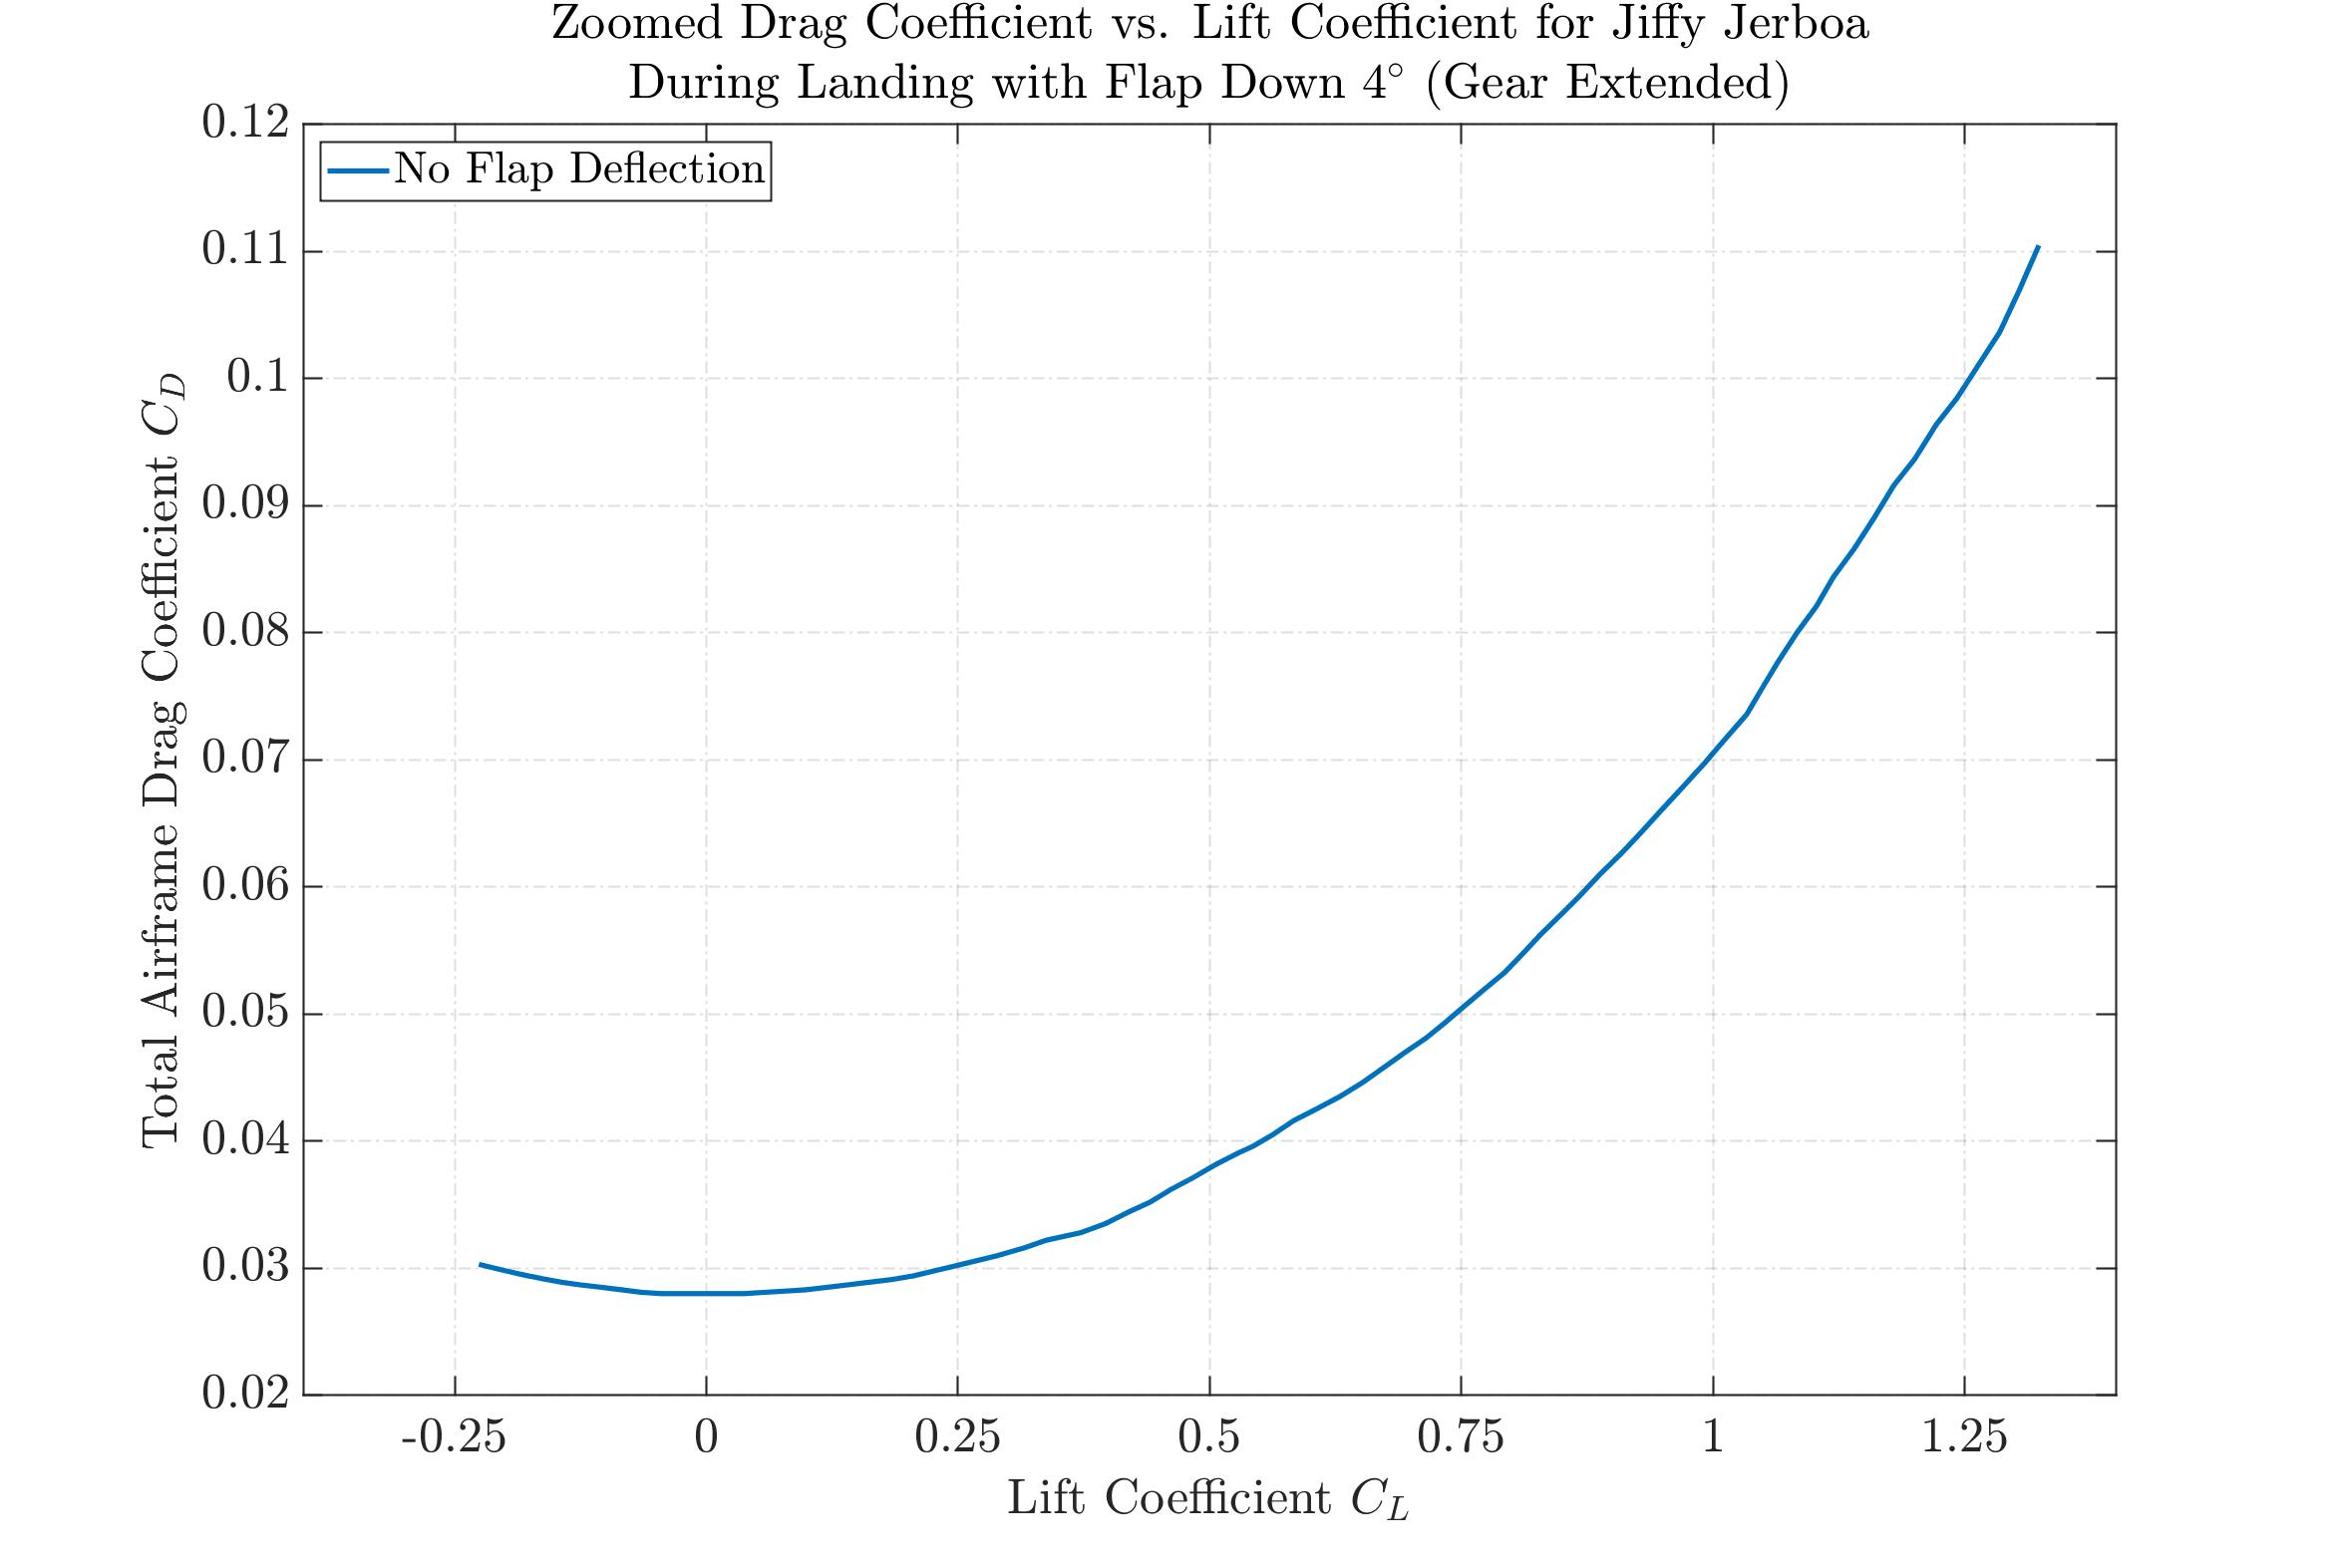 Zoomed Drag Coefficient vs. Lift Coefficient for Jiffy Jerboa
During Landing with Flap Down 4° (Gear Extended)
No Flap Deflection
Total Airframe Drag Coefficient C_D
0.12
0.11
0.1
0.09
0.08
0.07
0.06
0.05
0.04
0.03
0.02
-0.25 0 0.25 0.5 0.75 1 1.25
Lift Coefficient C_L